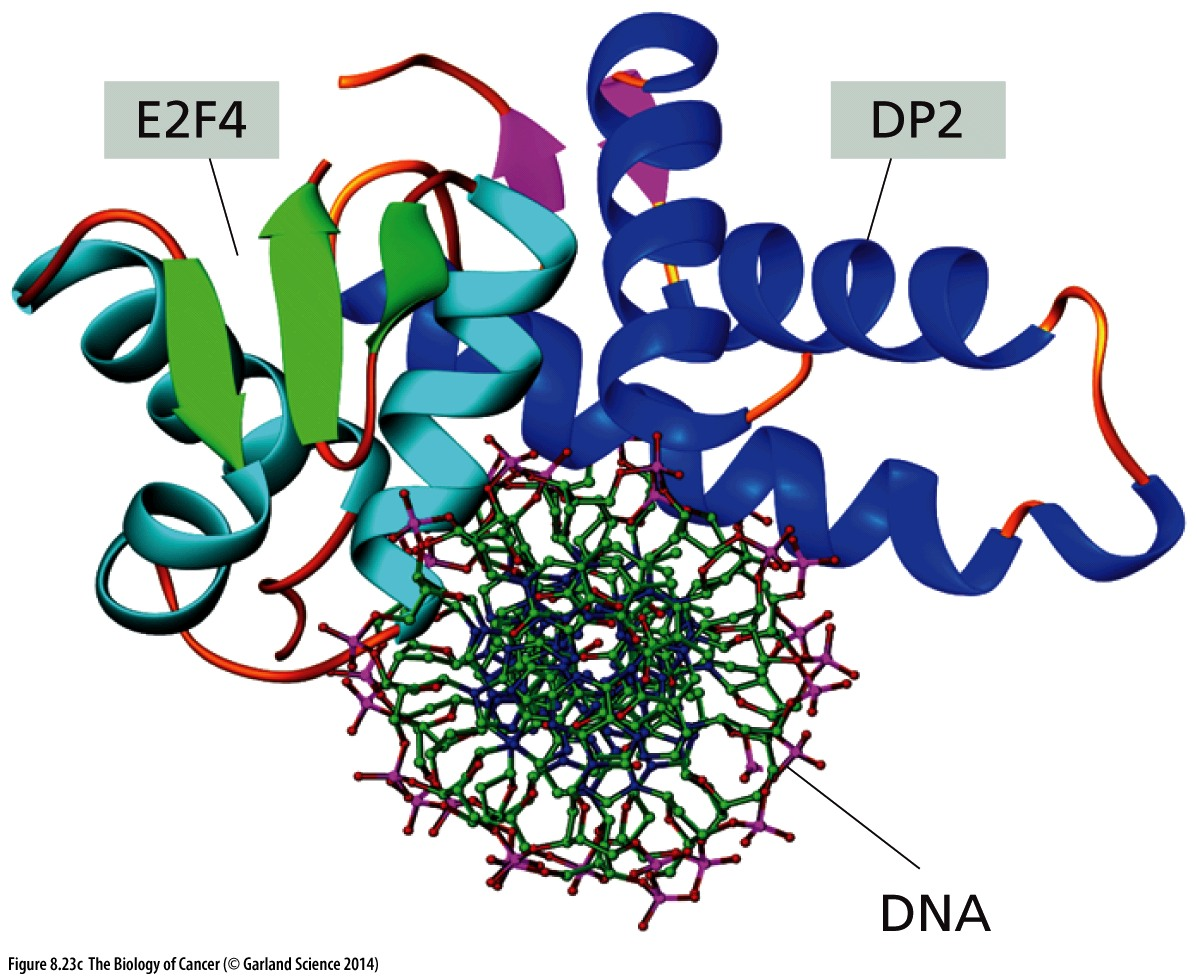 E2F4
DP2
DNA
Figure 8.23c The Biology of Cancer (© Garland Science 2014)